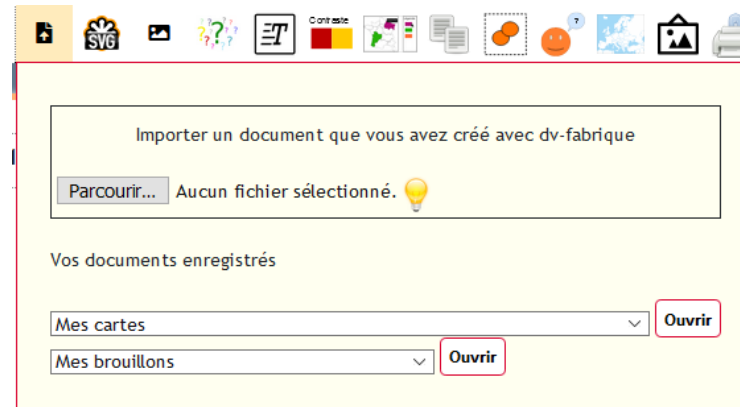 SVG
Contraste
T
Importer un document que vous avez créé avec dv-fabrique
Parcourir... Aucun fichier sélectionné.
Vos documents enregistrés
Mes cartes
Ouvrir
Mes brouillons
Ouvrir